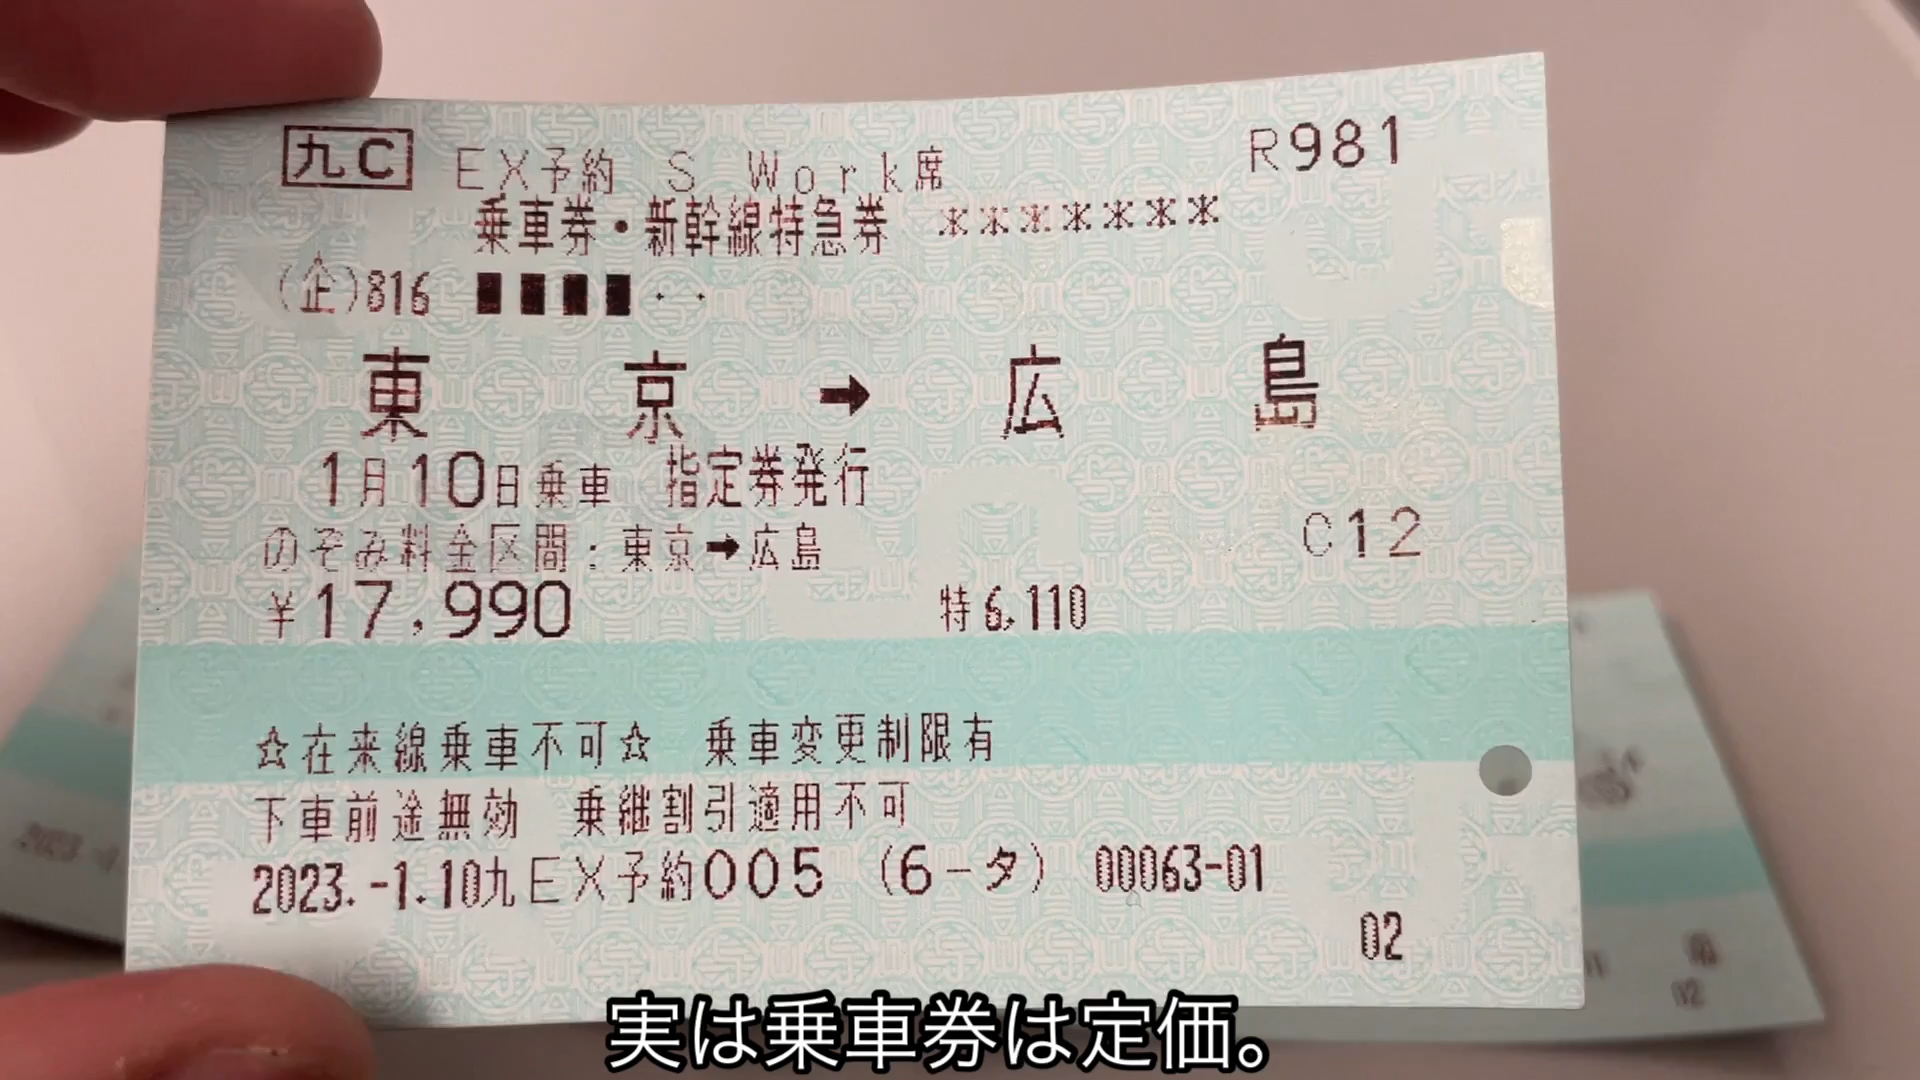 九C EX予約 S Work席 R981
乗車券・新幹線特急券 *******
(企)816 ■■■■・・
東京➡広島
1月10日乗車 指定券発行
のぞみ料金区間：東京➡広島 C12
¥17,990 特6,110
☆在来線乗車不可☆ 乗車変更制限有
下車前途無効 乗継割引適用不可
2023.-1.10九EX予約005 (6-タ) 00063-01
02
実は乗車券は定価。